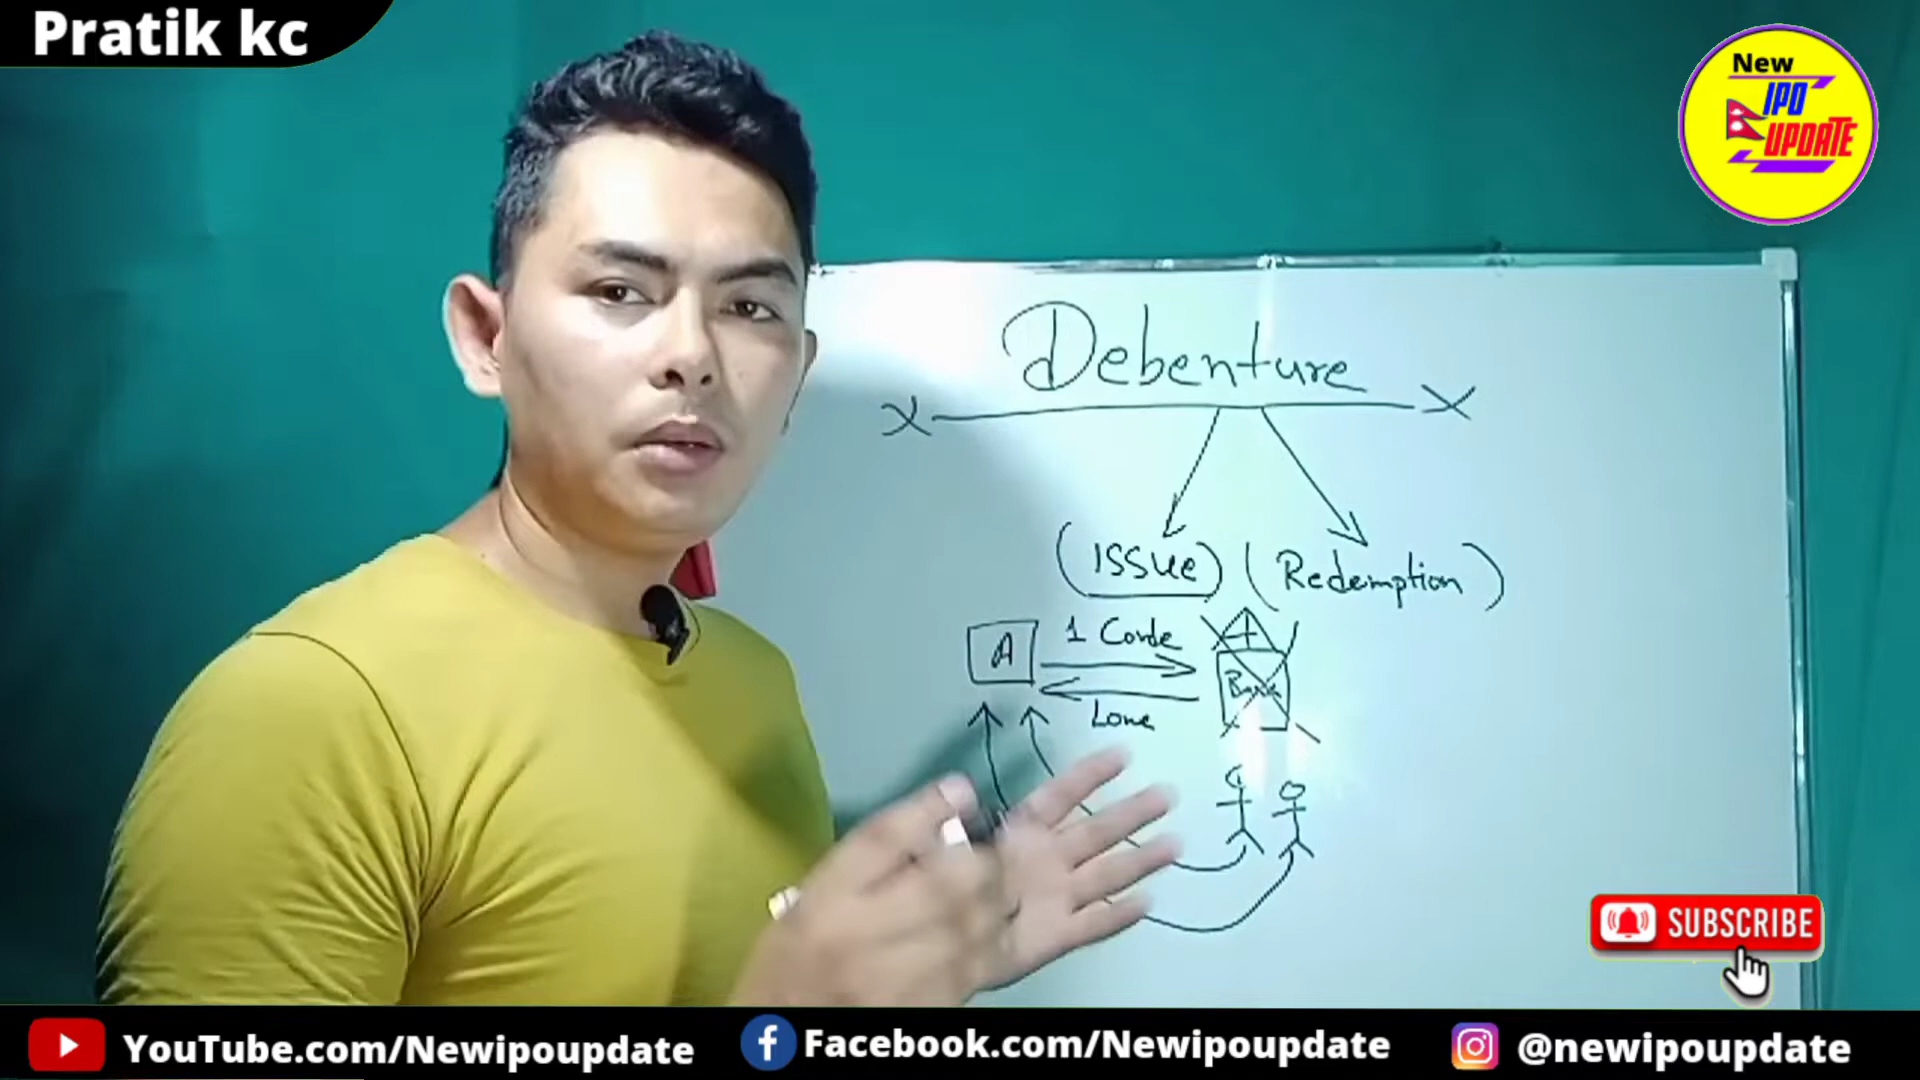 Pratik kc
New
IPO
UPDATE
Debenture
X X
(Issue) (Redemption)
A
1 Corde
Bank
Lone
SUBSCRIBE
YouTube.com/Newipoupdate
Facebook.com/Newipoupdate
@newipoupdate